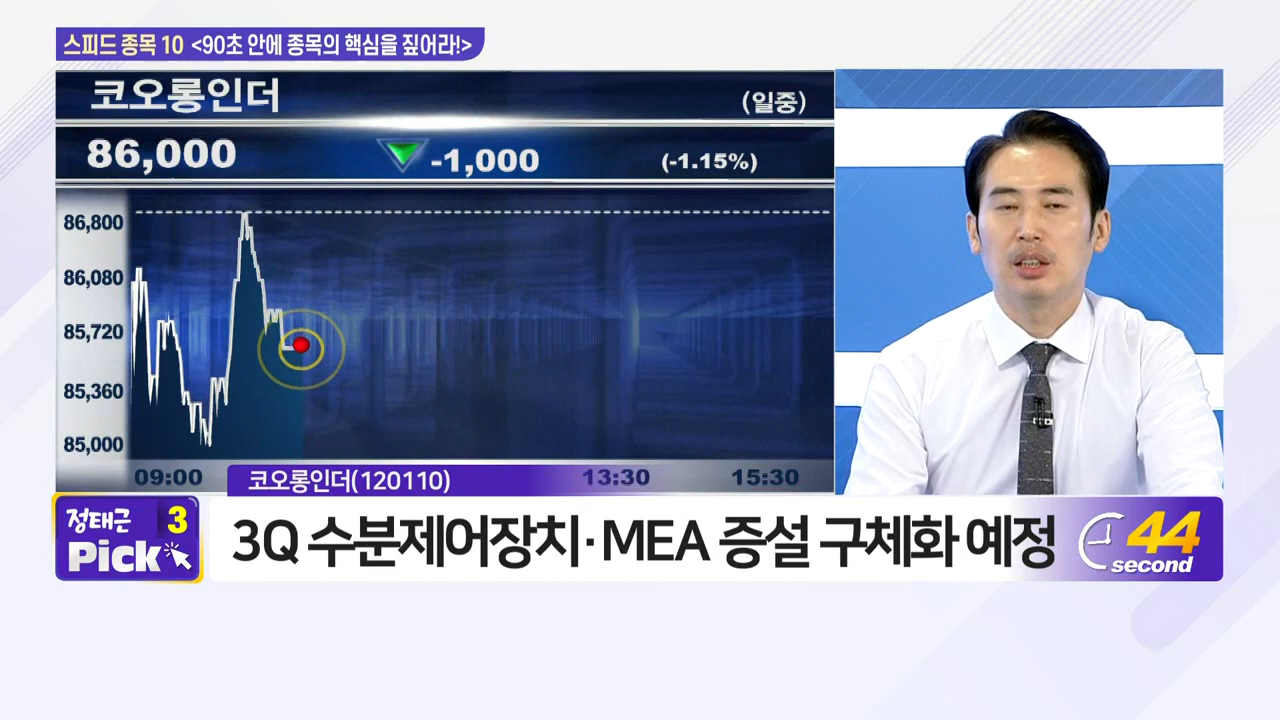 스피드 종목 10 <90초 안에 종목의 핵심을 짚어라!>
코오롱인더
(일중)
86,000
-1,000
(-1.15%)
86,800
86,080
85,720
85,360
85,000
09:00
13:30
15:30
코오롱인더(120110)
정태근 3
Pick
3Q 수분제어장치·MEA 증설 구체화 예정
44
second